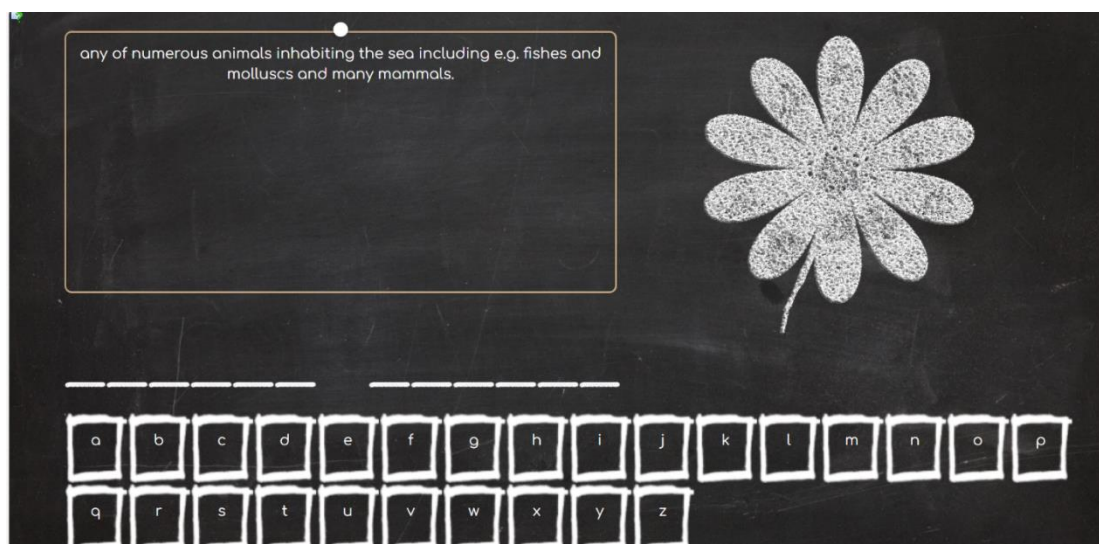 any of numerous animals inhabiting the sea including e.g. fishes and
molluscs and many mammals.
a b c d e f g h i j k l m n o p
q r s t u v w x y z